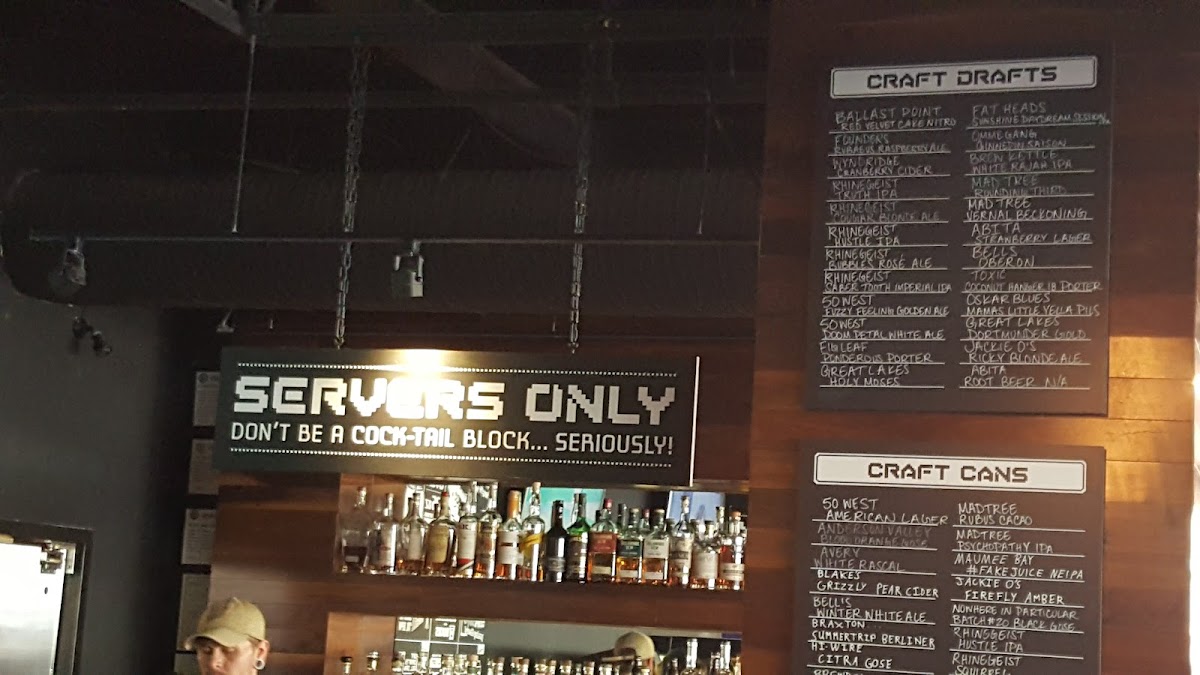 SERVERS ONLY
DON'T BE A COCK-TAIL BLOCK... SERIOUSLY!
CRAFT DRAFTS
BALLAST POINT
RED VELVET CAKE NITRO
FOUNDERS
RUBAEUS RASPBERRY ALE
WYNDRIDGE
CRANBERRY CIDER
RHINEGEIST
TRUTH IPA
RHINEGEIST
COUGAR BLONDE ALE
RHINEGEIST
HUSTLE IPA
RHINEGEIST
BUBBLES ROSÉ ALE
RHINEGEIST
SABER TOOTH IMPERIAL IPA
50 WEST
FUZZY FEELING GOLDEN ALE
50 WEST
DOOM PETAL WHITE ALE
FIGLEAF
PONDEROUS PORTER
GREAT LAKES
HOLY MOSES
FAT HEADS
SUNSHINE DAYDREAM SESSION
OMMEGANG
SAISON
BRON KETTLE
WHITE RAJAH IPA
MAD TREE
ROUNDING THIRD
MAD TREE
VERNAL BECKONING
ABITA
STRAWBERRY LAGER
BELLS
OBERON
TOXIC
COCONUT HANGER 18 PORTER
OSKAR BLUES
MAMAS LITTLE YELLA PILS
GREAT LAKES
DORTMUNDER GOLD
JACKIE O'S
RICKY BLONDE ALE
ABITA
ROOT BEER N/A
CRAFT CANS
50 WEST
AMERICAN LAGER
ANDERSON VALLEY
BLOOD ORANGE GOSE
AVERY
WHITE RASCAL
BLAKES
GRIZZLY PEAR CIDER
BELL'S
WINTER WHITE ALE
BRAXTON
SUMMERTRIP BERLINER
HI-WIRE
CITRA GOSE
MADTREE
RUBUS CACAO
MADTREE
PSYCHOPATHY IPA
MAUMEE BAY
#FAKEJUICE NEIPA
JACKIE O'S
FIREFLY AMBER
NOWHERE IN PARTICULAR
BATCH #20 BLACK GOSE
RHINEGEIST
HUSTLE IPA
RHINEGEIST
SQUIRREL